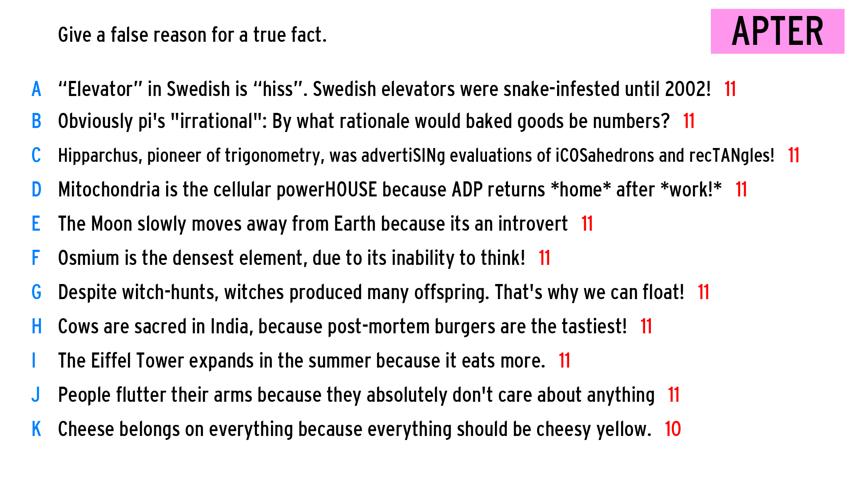 Give a false reason for a true fact.
APTER
A “Elevator” in Swedish is “hiss”. Swedish elevators were snake-infested until 2002! 11
B Obviously pi's "irrational": By what rationale would baked goods be numbers? 11
C Hipparchus, pioneer of trigonometry, was advertiSINg evaluations of iCOSahedrons and recTANgles! 11
D Mitochondria is the cellular powerHOUSE because ADP returns *home* after *work!* 11
E The Moon slowly moves away from Earth because its an introvert 11
F Osmium is the densest element, due to its inability to think! 11
G Despite witch-hunts, witches produced many offspring. That's why we can float! 11
H Cows are sacred in India, because post-mortem burgers are the tastiest! 11
I The Eiffel Tower expands in the summer because it eats more. 11
J People flutter their arms because they absolutely don't care about anything 11
K Cheese belongs on everything because everything should be cheesy yellow. 10